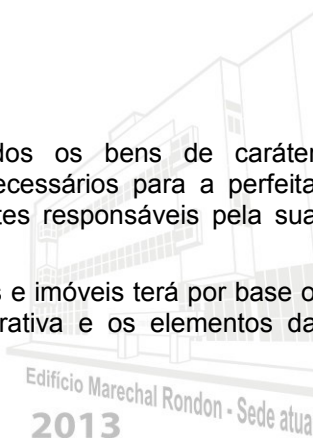 dos os bens de caráter
ecessários para a perfeita
tes responsáveis pela sua
s e imóveis terá por base o
rativa e os elementos da
Edifício Marechal Rondon - Sede atua
2013